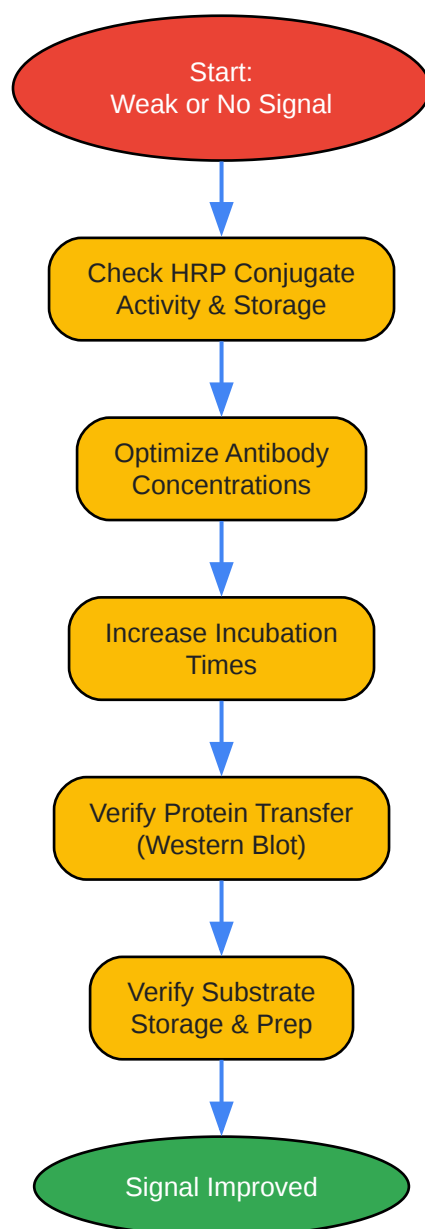 Start:
Weak or No Signal
Check HRP Conjugate
Activity & Storage
Optimize Antibody
Concentrations
Increase Incubation
Times
Verify Protein Transfer
(Western Blot)
Verify Substrate
Storage & Prep
Signal Improved